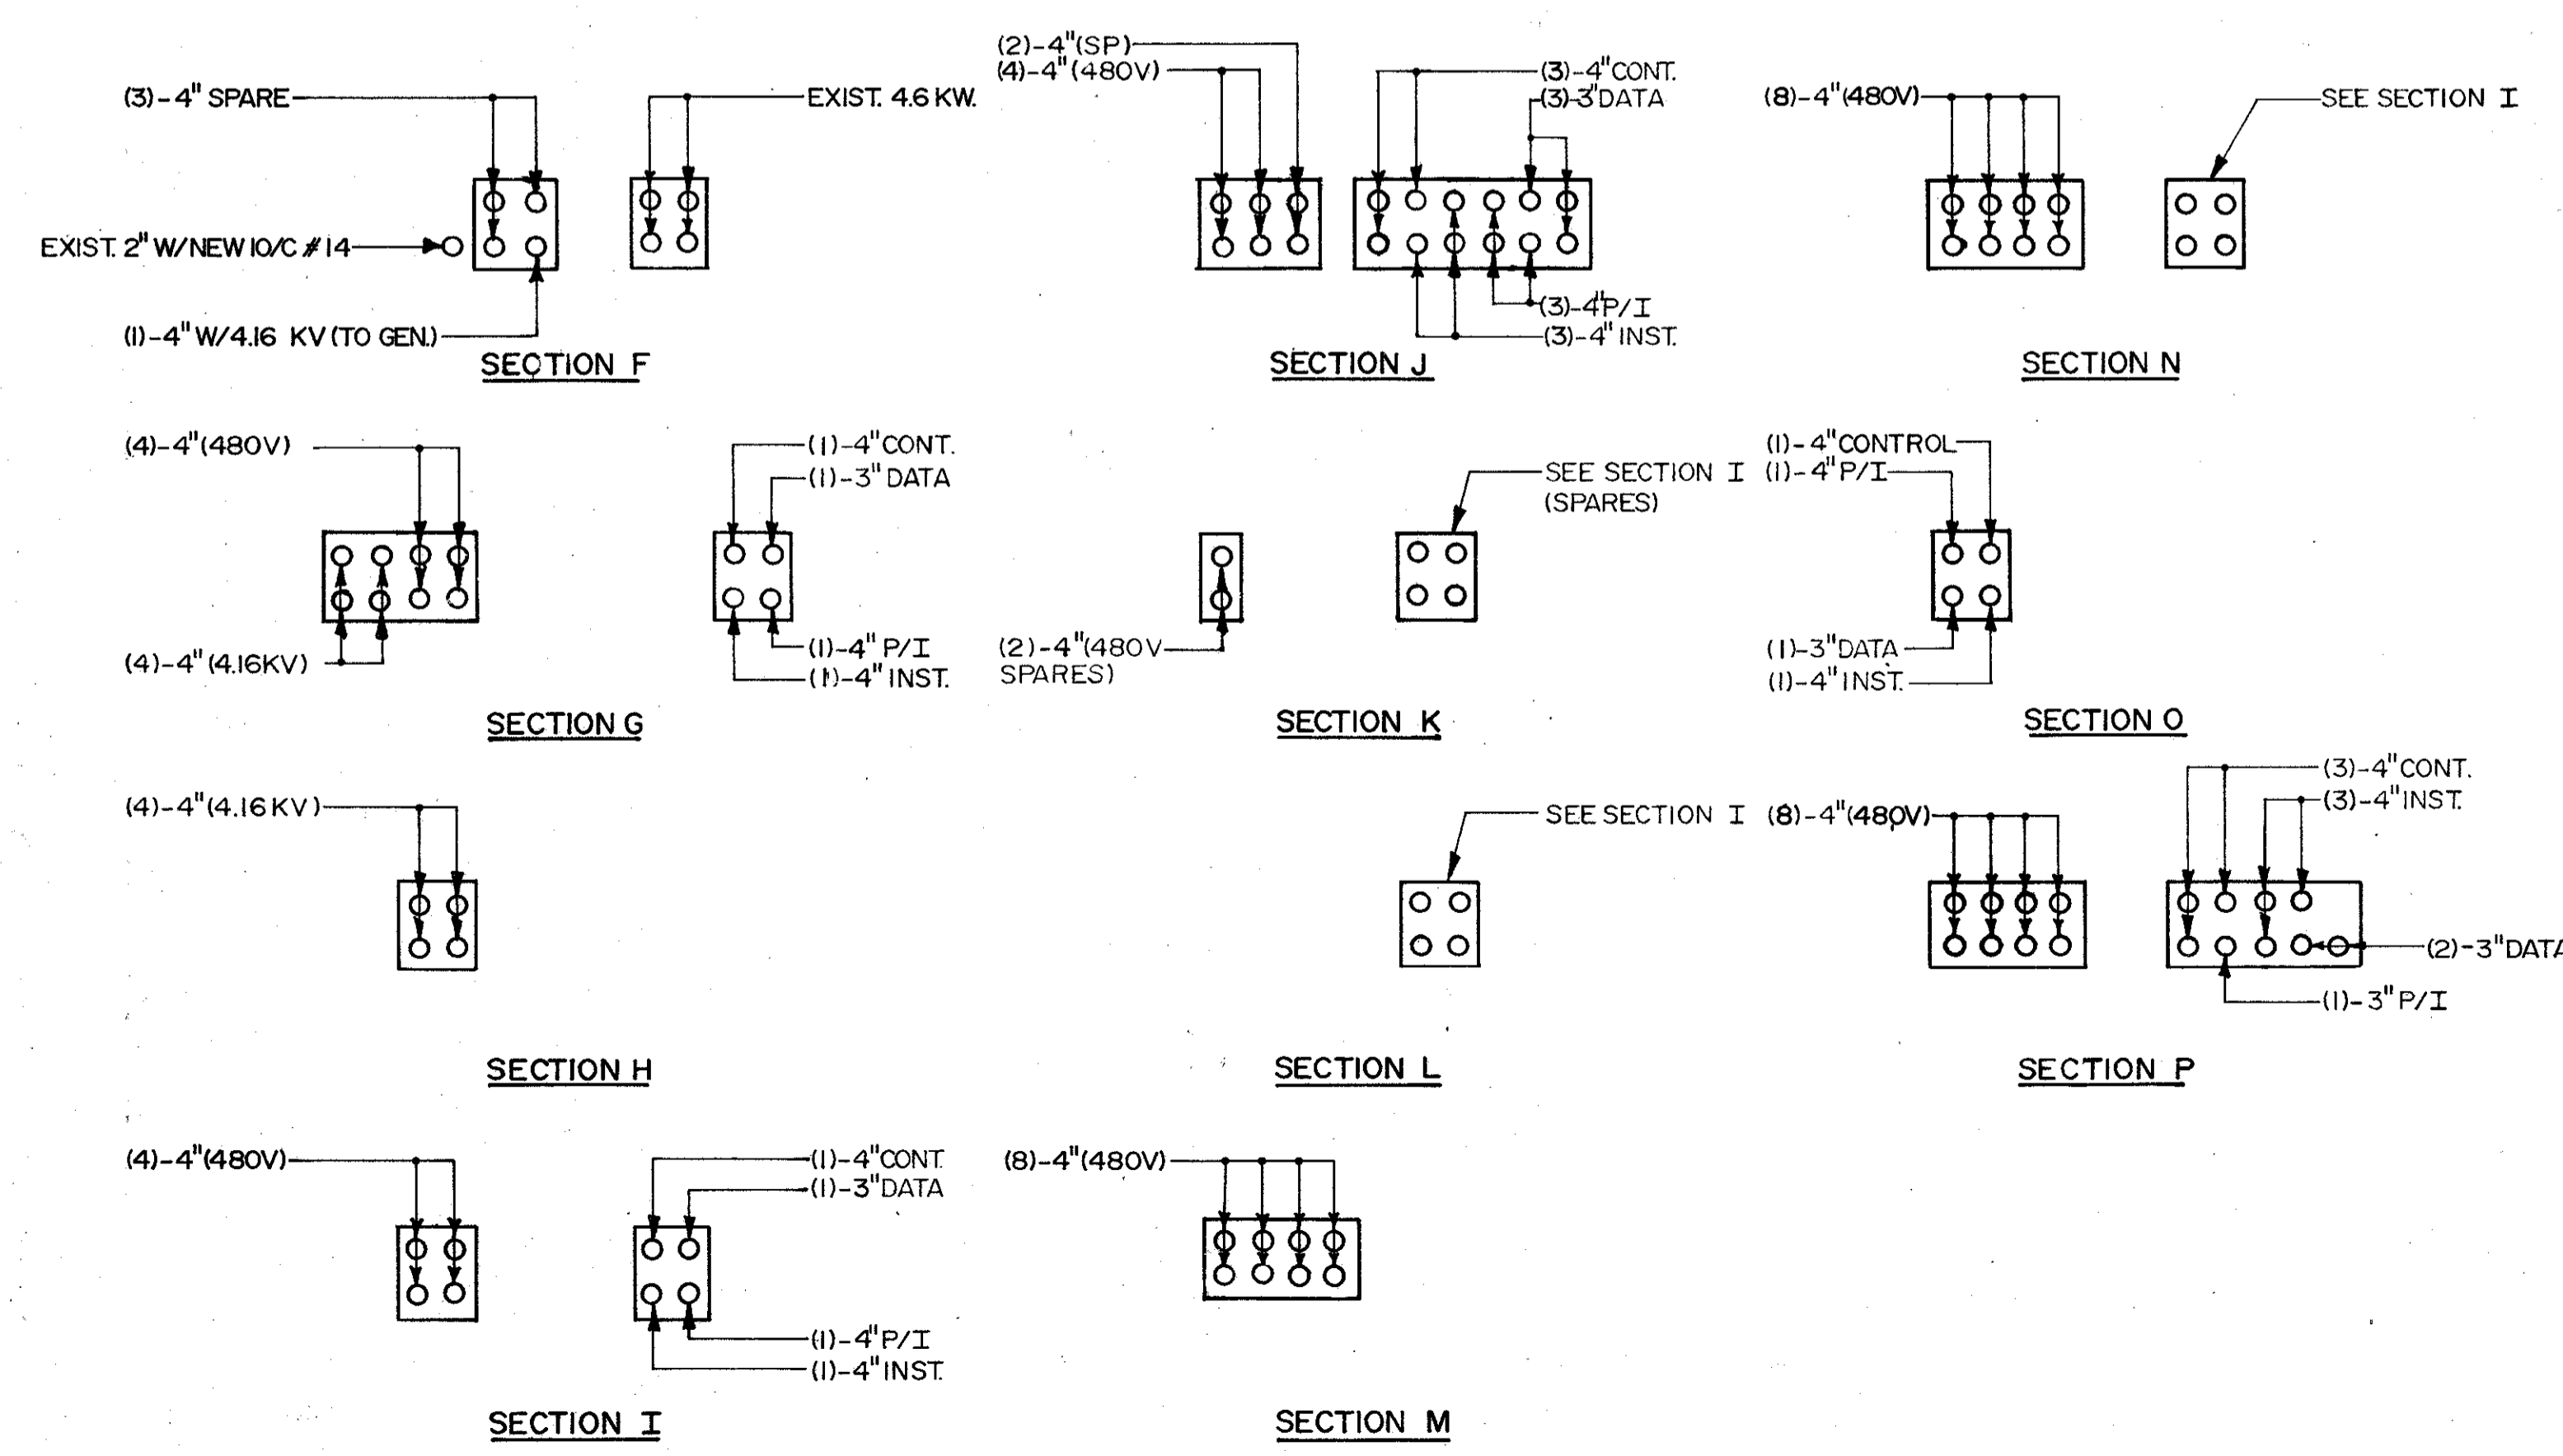 (3)-4" SPARE
EXIST. 4.6 KW.
EXIST. 2" W/NEW 10/C #14
(1)-4" W/4.16 KV (TO GEN.)
SECTION F
(4)-4"(480V)
(1)-4" CONT.
(1)-3" DATA
(4)-4"(4.16KV)
(1)-4" P/I
(1)-4" INST.
SECTION G
(4)-4"(4.16KV)
SECTION H
(4)-4"(480V)
(1)-4" CONT.
(1)-3" DATA
(1)-4" P/I
(1)-4" INST.
SECTION I
(2)-4"(SP)
(4)-4"(480V)
(3)-4" CONT.
(3)-3" DATA
(3)-4" P/I
(3)-4" INST.
SECTION J
SEE SECTION I
(SPARES)
(2)-4"(480V
SPARES)
SECTION K
SEE SECTION I
SECTION L
(8)-4"(480V)
SECTION M
(8)-4"(480V)
SEE SECTION I
SECTION N
(1)-4" CONTROL
(1)-4" P/I
(1)-3" DATA
(1)-4" INST.
SECTION O
(3)-4" CONT.
(3)-4" INST.
(8)-4"(480V)
(2)-3" DATA
(1)-3" P/I
SECTION P